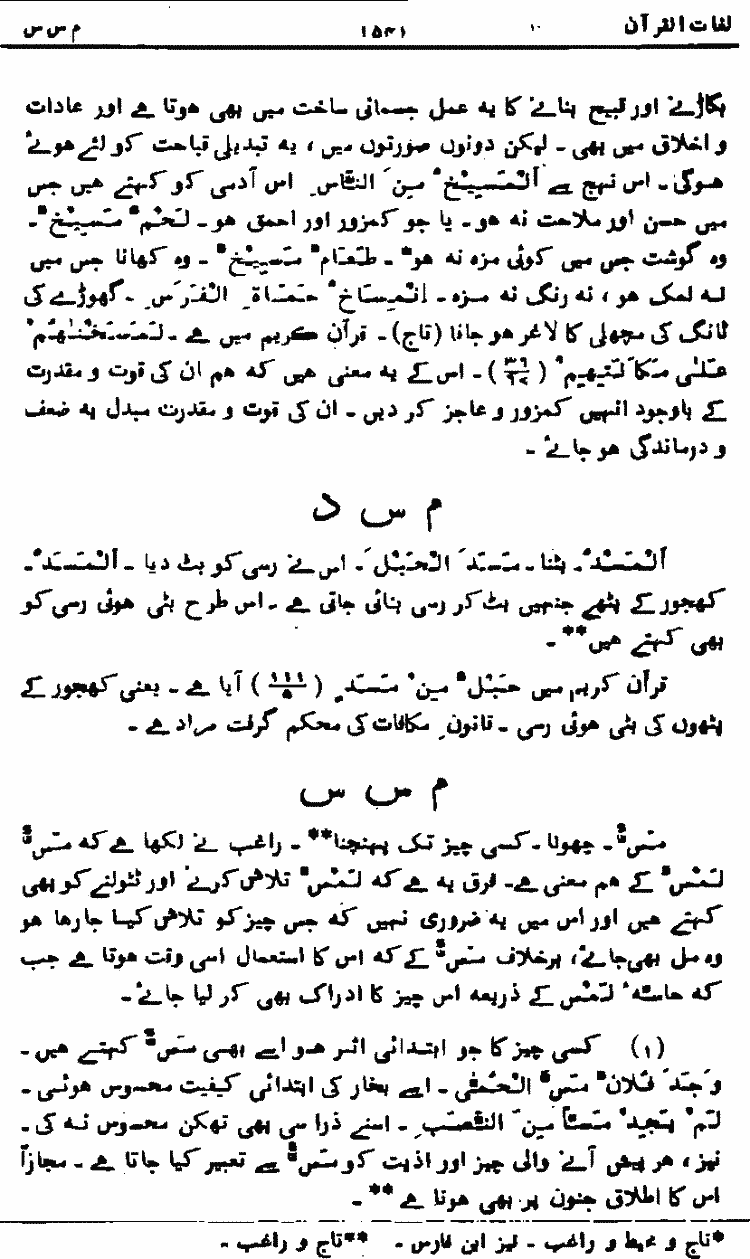 لغات القرآن ۱۵۴۱ م س س
بگاڑنے اور قبیح بنانے کا یہ عمل جسمانی ساخت میں بھی ہوتا ہے اور عادات
و اخلاق میں بھی ۔ لیکن دونوں صورتوں میں ، یہ تبدیلی قباحت کو لئے ہوئے
ہوگی ۔ اس نہج سے اَلْمَسِیْخُ مِنَ النَّاسِ اس آدمی کو کہتے ہیں جس
میں حسن اور ملاحت نہ ہو ۔ یا جو کمزور اور احمق ہو ۔ لَحْمٌ مَسِیْخٌ ۔
وہ گوشت جس میں کوئی مزہ نہ ہو* ۔ طَعَامٌ مَسِیْخٌ ۔ وہ کھانا جس میں
نہ نمک ہو ، نہ رنگ نہ مزہ ۔ اِنْمِسَاخُ حَمَاةِ الْفَرَسِ ۔ گھوڑے کی
ٹانگ کی مچھلی کا لاغر ہو جانا (تاج) ۔ قرآن کریم میں ہے ۔ لَمَسَخْنٰہُمْ
عَلٰی مَکَانَتِہِمْ (۳۶/۶۷) ۔ اس کے یہ معنی ہیں کہ ہم ان کی قوت و مقدرت
کے باوجود انہیں کمزور و عاجز کر دیں ۔ ان کی قوت و مقدرت مبدل بہ ضعف
و درماندگی ہو جائے ۔
م س د
اَلْمَسْدُ ۔ بٹنا ۔ مَسَدَ الْحَبْلَ ۔ اس نے رسی کو بٹ دیا ۔ اَلْمَسَدُ ۔
کھجور کے پٹھے جنہیں بٹ کر رسی بنائی جاتی ہے ۔ اس طرح بٹی ہوئی رسی کو
بھی کہتے ہیں** ۔
قرآن کریم میں حَبْلٌ مِنْ مَسَدٍ (۱۱۱/۵) آیا ہے ۔ یعنی کھجور کے
پٹھوں کی بٹی ہوئی رسی ۔ قانونِ مکافات کی محکم گرفت مراد ہے ۔
م س س
مَسٌّ ۔ چھونا ۔ کسی چیز تک پہنچنا** ۔ راغب نے لکھا ہے کہ مَسٌّ
لَمْسٌ کے ہم معنی ہے ۔ فرق یہ ہے کہ لَمْسٌ تلاش کرنے اور ٹٹولنے کو بھی
کہتے ہیں اور اس میں یہ ضروری نہیں کہ جس چیز کو تلاش کیا جا رہا ہو
وہ مل بھی جائے ، برخلاف مَسٌّ کے کہ اس کا استعمال اسی وقت ہوتا ہے جب
کہ حاسّۂ لَمْس کے ذریعہ اس چیز کا ادراک بھی کر لیا جائے ۔
(۱) کسی چیز کا جو ابتدائی اثر ہو اسے بھی مَسٌّ کہتے ہیں ۔
وَجَدَ فُلَانٌ مَسَّ الْحُمّٰی ۔ اسے بخار کی ابتدائی کیفیت محسوس ہوئی ۔
لَمْ یَجِدْ مَسًّا مِنَ النَّصَبِ ۔ اسنے ذرا سی بھی تھکن محسوس نہ کی ۔
نیز ، ہر پیش آنے والی چیز اور اذیت کو مَسٌّ سے تعبیر کیا جاتا ہے ۔ مجازاً
اس کا اطلاق جنون پر بھی ہوتا ہے** ۔
*تاج و محیط و راغب ۔ نیز ابن فارس ۔ **تاج و راغب ۔